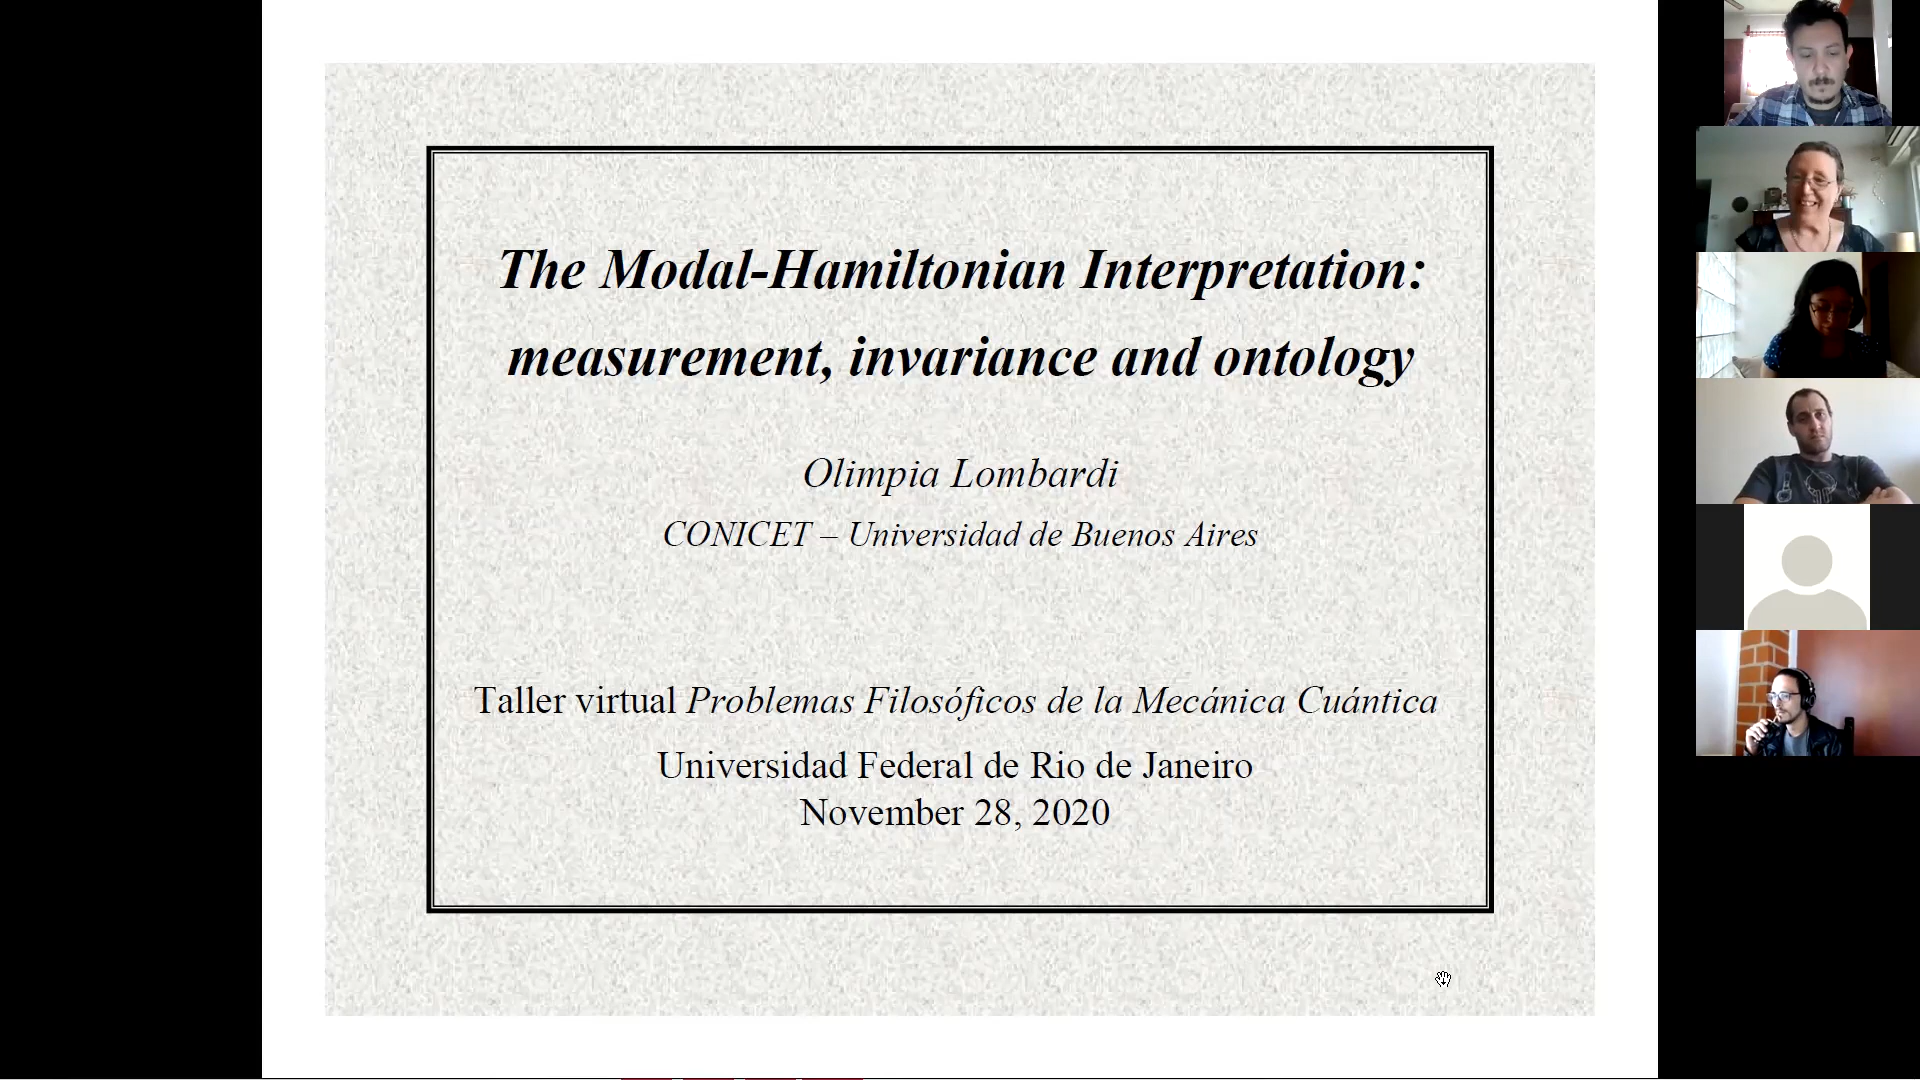 The Modal-Hamiltonian Interpretation:
measurement, invariance and ontology
Olimpia Lombardi
CONICET – Universidad de Buenos Aires
Taller virtual Problemas Filosóficos de la Mecánica Cuántica
Universidad Federal de Rio de Janeiro
November 28, 2020